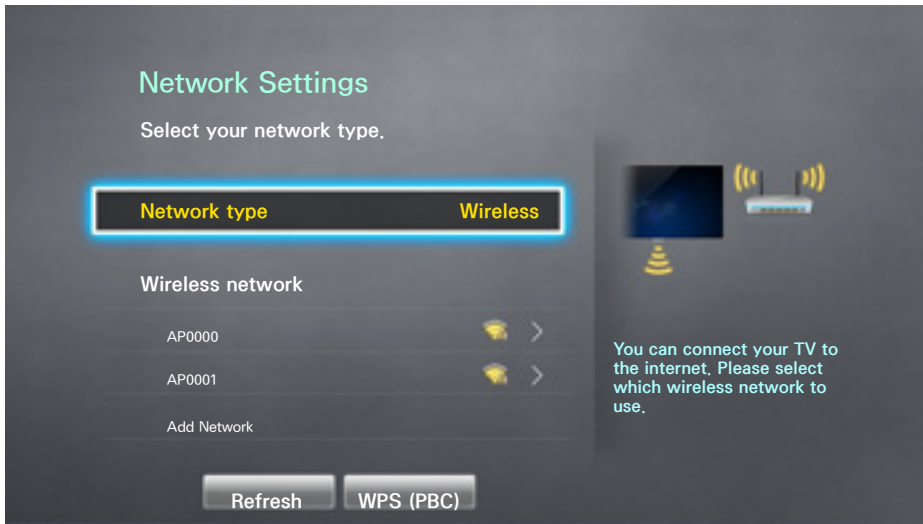 Network Settings
Select your network type.
Network type Wireless
Wireless network
AP0000
AP0001
Add Network
You can connect your TV to
the internet. Please select
which wireless network to
use.
Refresh WPS (PBC)